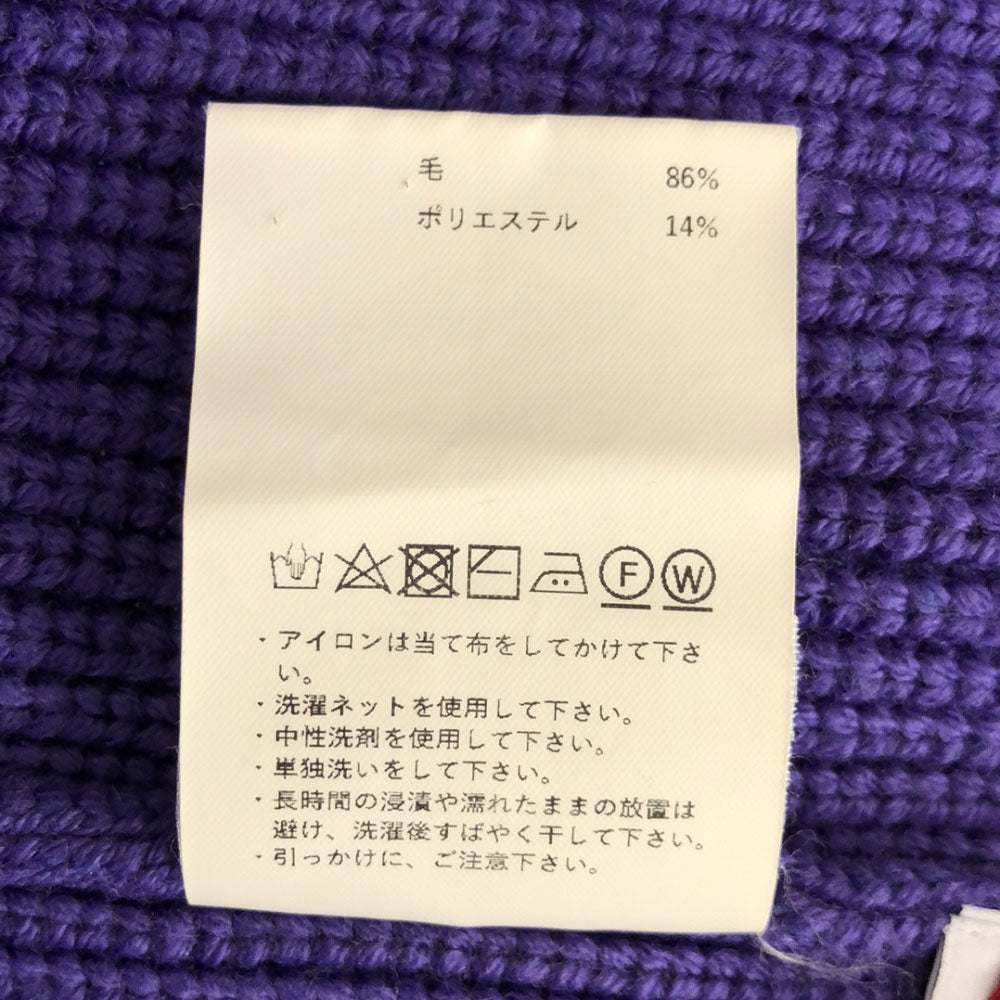 毛 86%
ポリエステル 14%
F W
・アイロンは当て布をしてかけて下さ
い。
・洗濯ネットを使用して下さい。
・中性洗剤を使用して下さい。
・単独洗いをして下さい。
・長時間の浸漬や濡れたままの放置は
避け、洗濯後すばやく干して下さい。
・引っかけに、ご注意下さい。